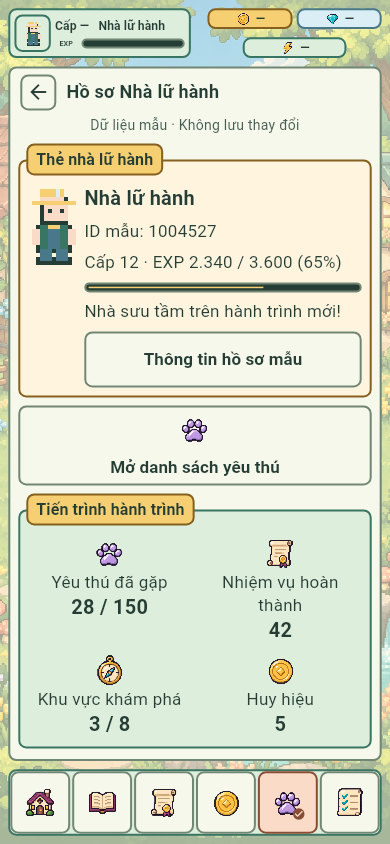 Cấp — Nhà lữ hành
EXP
—
—
—
Hồ sơ Nhà lữ hành
Dữ liệu mẫu · Không lưu thay đổi
Thẻ nhà lữ hành
Nhà lữ hành
ID mẫu: 1004527
Cấp 12 · EXP 2.340 / 3.600 (65%)
Nhà sưu tầm trên hành trình mới!
Thông tin hồ sơ mẫu
Mở danh sách yêu thú
Tiến trình hành trình
Yêu thú đã gặp
28 / 150
Nhiệm vụ hoàn
thành
42
Khu vực khám phá
3 / 8
Huy hiệu
5